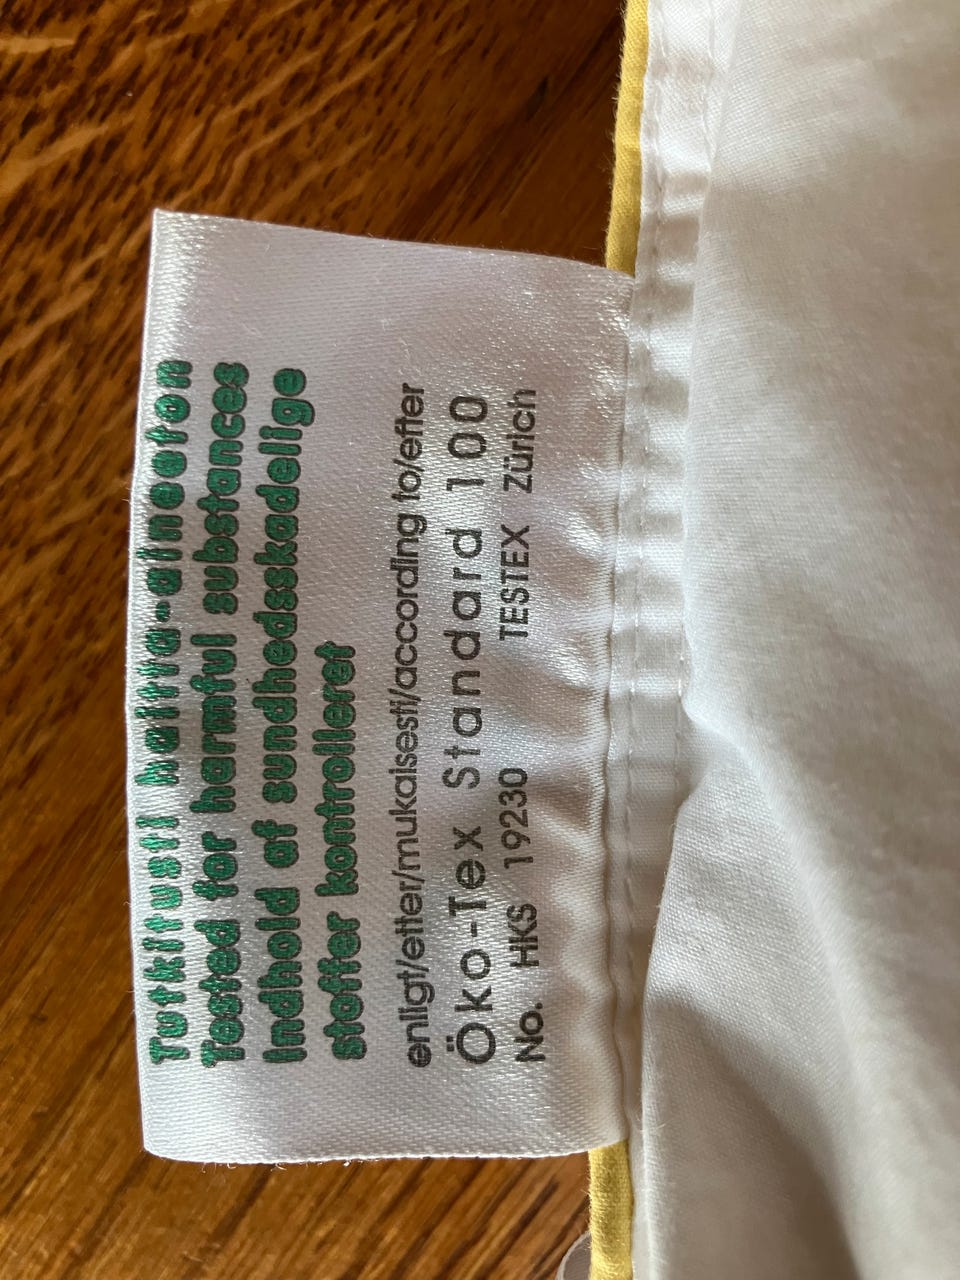 Tutkitusti haitta-aineeton
Tested for harmful substances
Indhold af sundhedsskadelige
stoffer kontrolleret
enligt/etter/mukaisesti/according to/efter
Öko-Tex Standard 100
No. HKS 19230 TESTEX Zürich